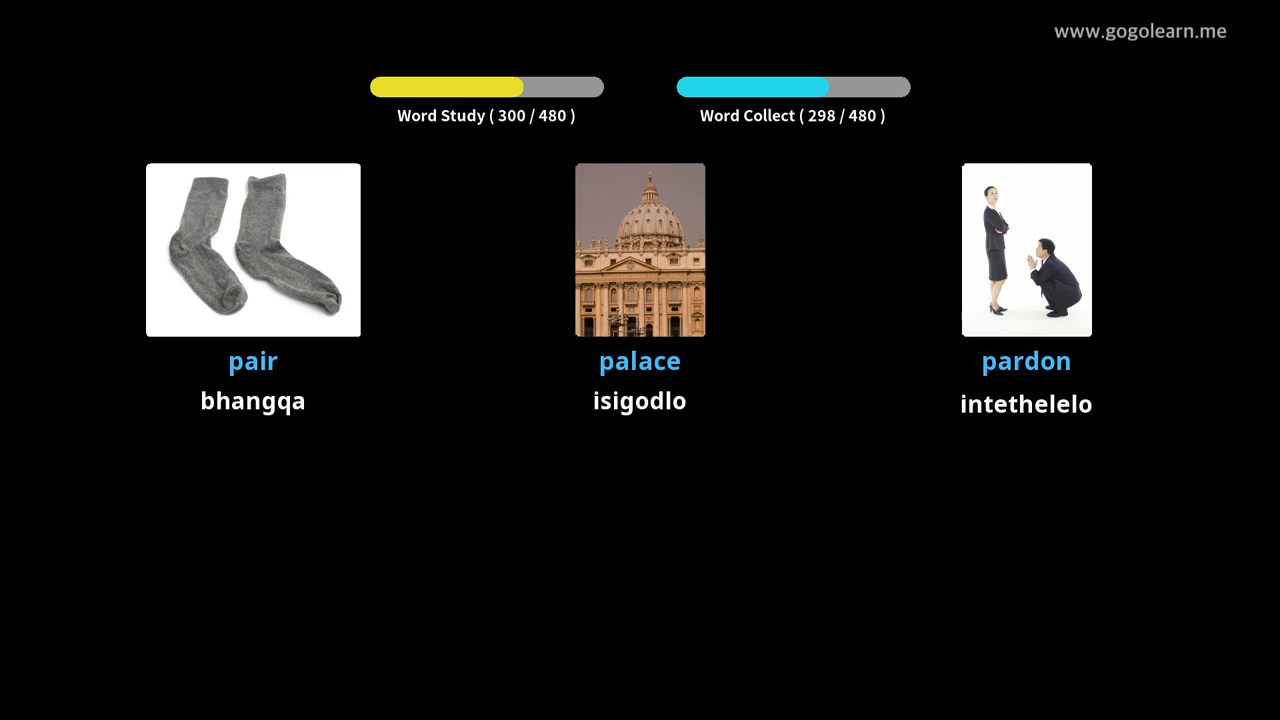 www.gogolearn.me
Word Study ( 300 / 480 )
Word Collect ( 298 / 480 )
pair
bhangqa
palace
isigodlo
pardon
intethelelo